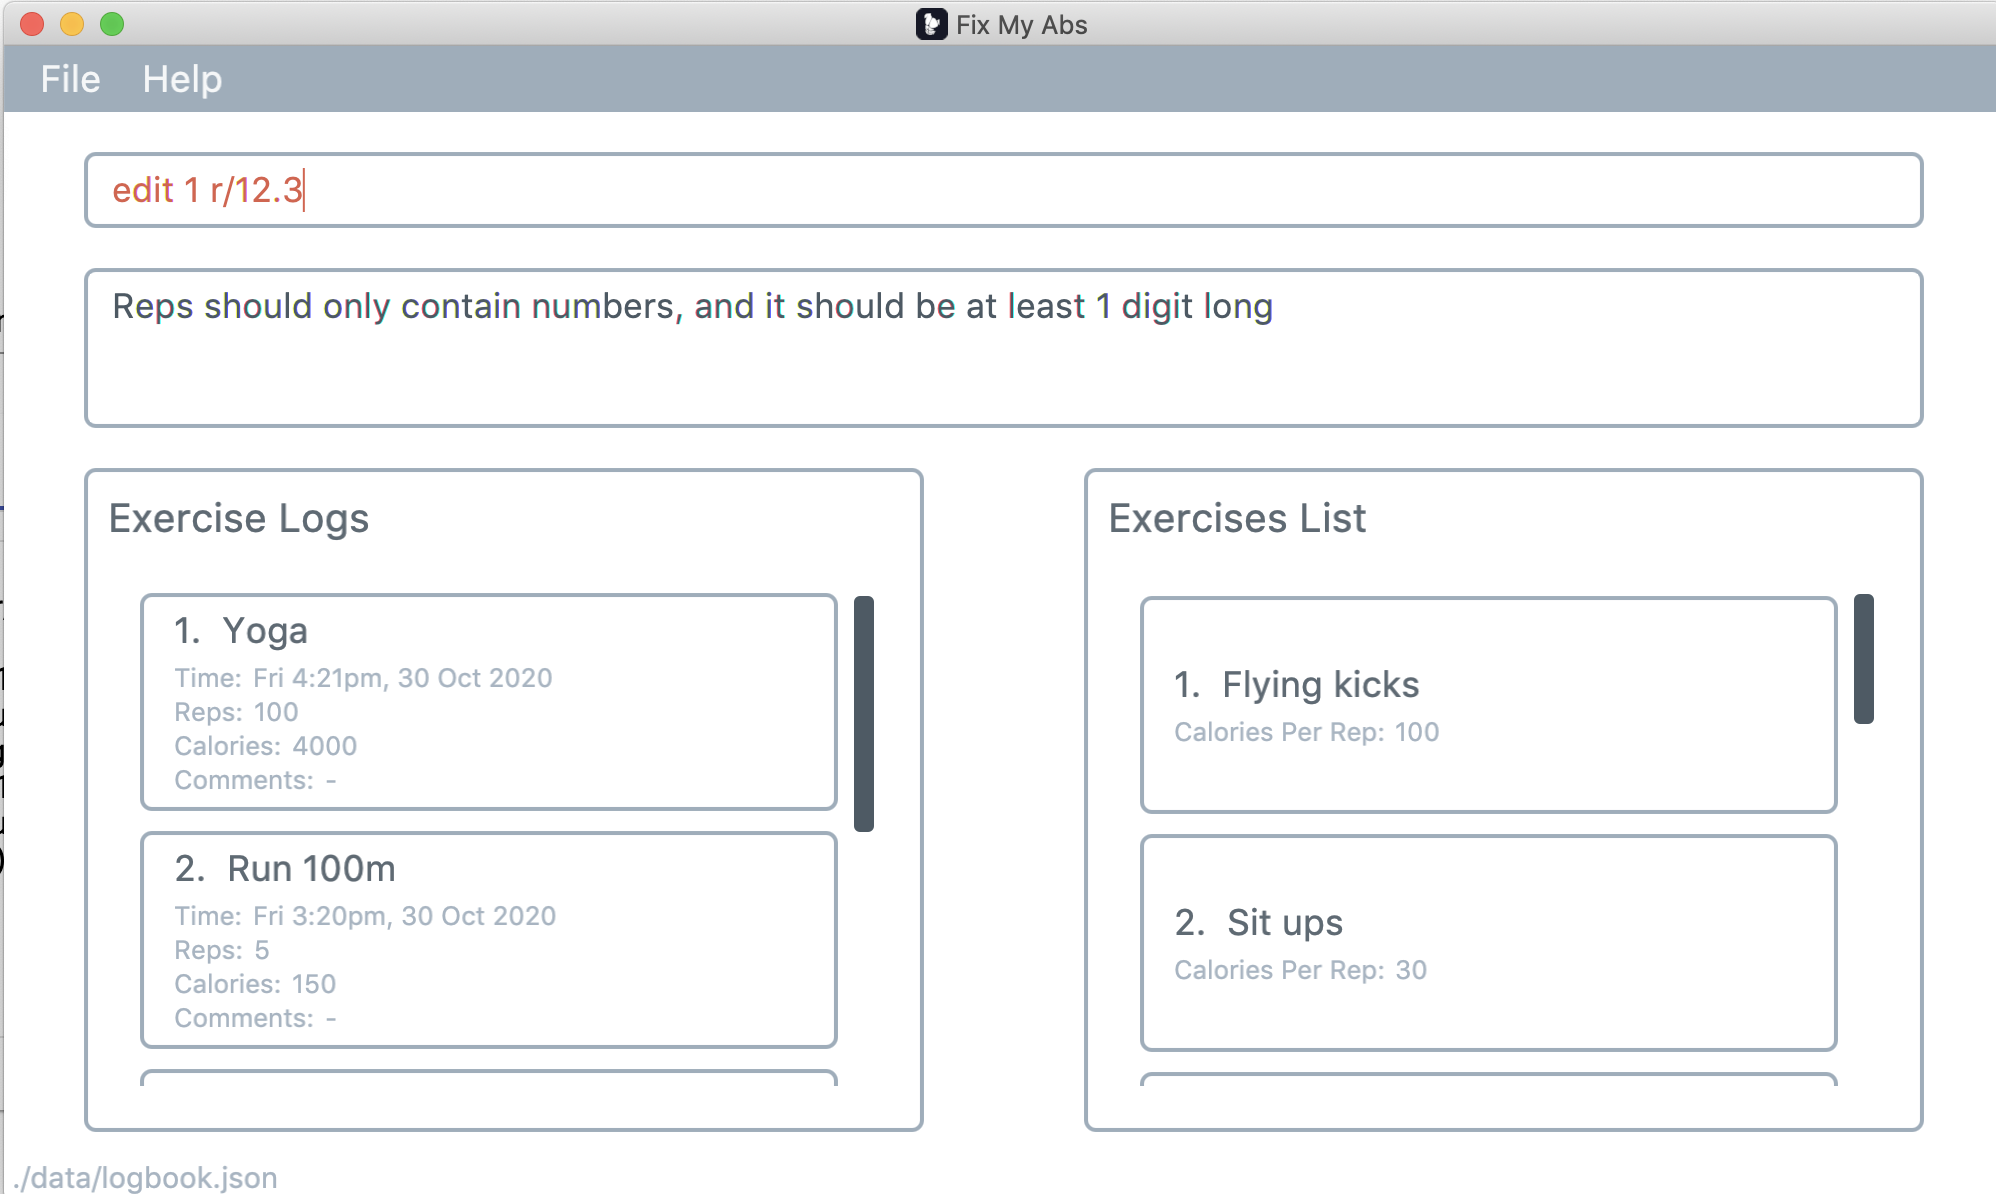 Fix My Abs
File Help
edit 1 r/12.3
Reps should only contain numbers, and it should be at least 1 digit long
Exercise Logs
1. Yoga
Time: Fri 4:21pm, 30 Oct 2020
Reps: 100
Calories: 4000
Comments: -
2. Run 100m
Time: Fri 3:20pm, 30 Oct 2020
Reps: 5
Calories: 150
Comments: -
Exercises List
1. Flying kicks
Calories Per Rep: 100
2. Sit ups
Calories Per Rep: 30
./data/logbook.json